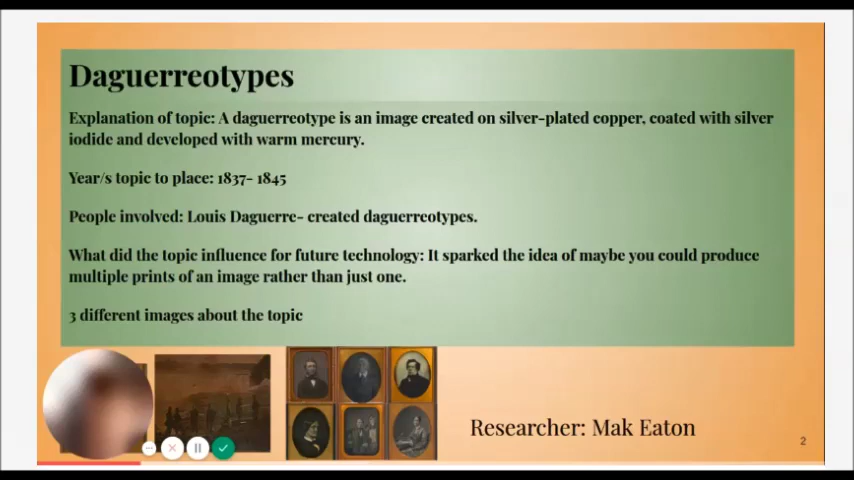 Daguerreotypes
Explanation of topic: A daguerreotype is an image created on silver-plated copper, coated with silver
iodide and developed with warm mercury.
Year/s topic to place: 1837- 1845
People involved: Louis Daguerre- created daguerreotypes.
What did the topic influence for future technology: It sparked the idea of maybe you could produce
multiple prints of an image rather than just one.
3 different images about the topic
Researcher: Mak Eaton
2